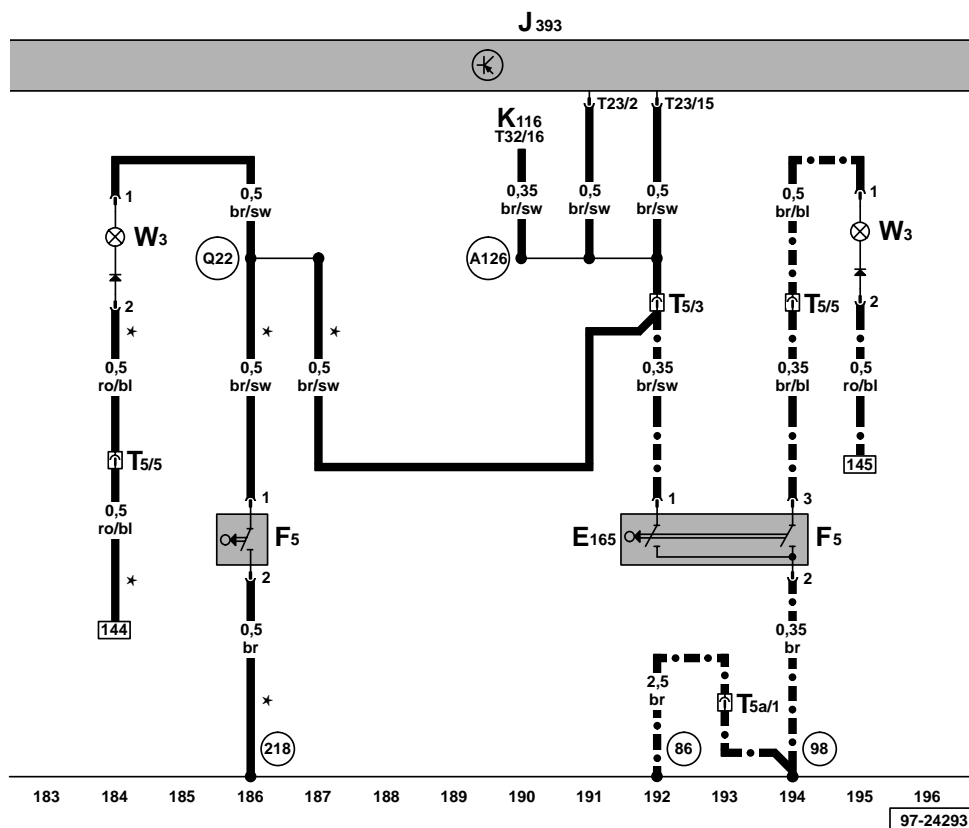 J 393
T23/2 T23/15
K116
T32/16
1 0,5 br/sw 0,35 br/sw 0,5 br/sw 0,5 br/sw 0,5 br/bl 1
W3 W3
Q22 A126
2 T5/3 T5/5 2
* * *
0,5 ro/bl 0,5 br/sw 0,5 br/sw 0,35 br/sw 0,35 br/bl 0,5 ro/bl
T5/5 145
0,5 ro/bl 1 1 3
F5 E165 F5
* 2 2
144 0,5 br 0,35 br
2,5 br T5a/1
*
218 86 98
183 184 185 186 187 188 189 190 191 192 193 194 195 196
97-24293